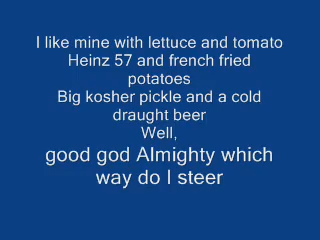 I like mine with lettuce and tomato
Heinz 57 and french fried
potatoes
Big kosher pickle and a cold
draught beer
Well,
good god Almighty which
way do I steer